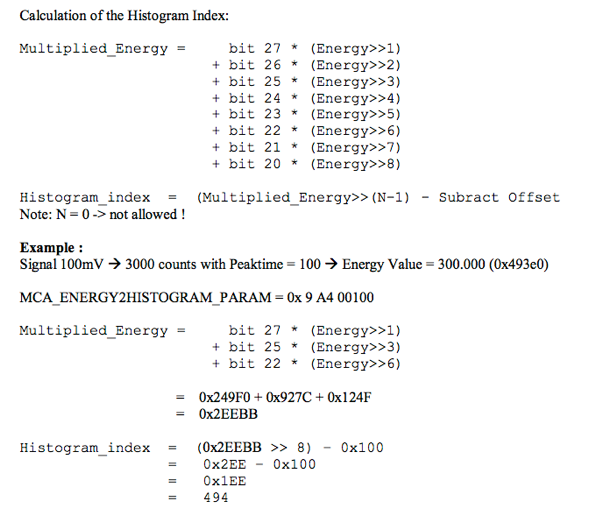 Calculation of the Histogram Index:
Multiplied_Energy = bit 27 * (Energy>>1)
+ bit 26 * (Energy>>2)
+ bit 25 * (Energy>>3)
+ bit 24 * (Energy>>4)
+ bit 23 * (Energy>>5)
+ bit 22 * (Energy>>6)
+ bit 21 * (Energy>>7)
+ bit 20 * (Energy>>8)
Histogram_index = (Multiplied_Energy>>(N-1) - Subract Offset
Note: N = 0 -> not allowed !
Example :
Signal 100mV → 3000 counts with Peaktime = 100 → Energy Value = 300.000 (0x493e0)
MCA_ENERGY2HISTOGRAM_PARAM = 0x 9 A4 00100
Multiplied_Energy = bit 27 * (Energy>>1)
+ bit 25 * (Energy>>3)
+ bit 22 * (Energy>>6)
= 0x249F0 + 0x927C + 0x124F
= 0x2EEBB
Histogram_index = (0x2EEBB >> 8) - 0x100
= 0x2EE - 0x100
= 0x1EE
= 494